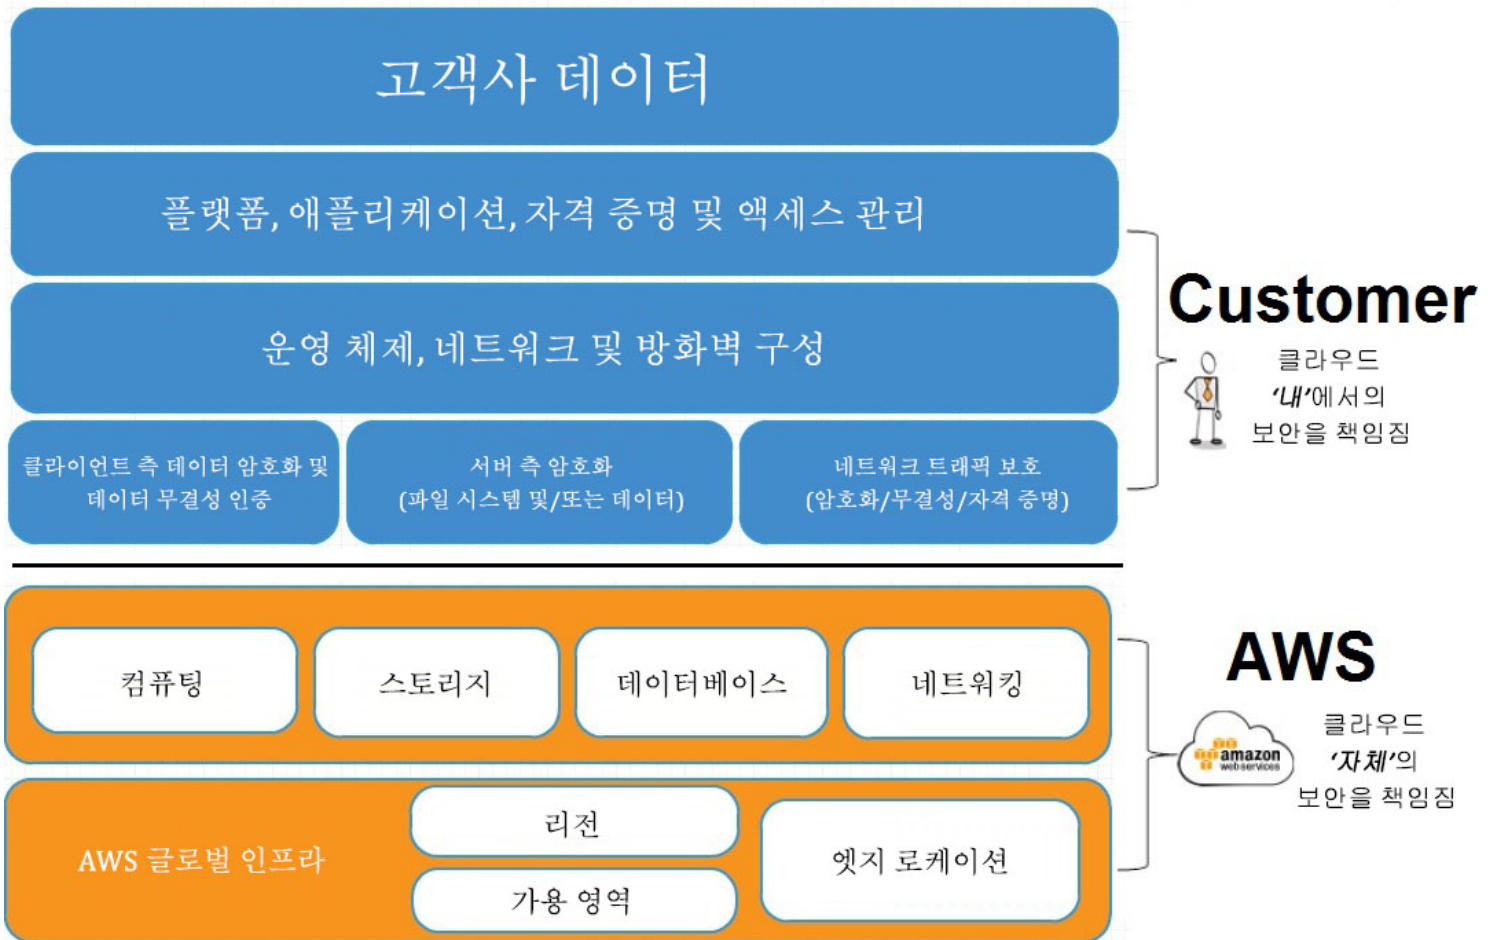 고객사 데이터
플랫폼, 애플리케이션, 자격 증명 및 액세스 관리
운영 체제, 네트워크 및 방화벽 구성
클라이언트 측 데이터 암호화 및
데이터 무결성 인증
서버 측 암호화
(파일 시스템 및/또는 데이터)
네트워크 트래픽 보호
(암호화/무결성/자격 증명)
Customer
클라우드
‘내’에서의
보안을 책임짐
컴퓨팅
스토리지
데이터베이스
네트워킹
AWS 글로벌 인프라
리전
가용 영역
엣지 로케이션
AWS
amazon
web services
클라우드
‘자체’의
보안을 책임짐